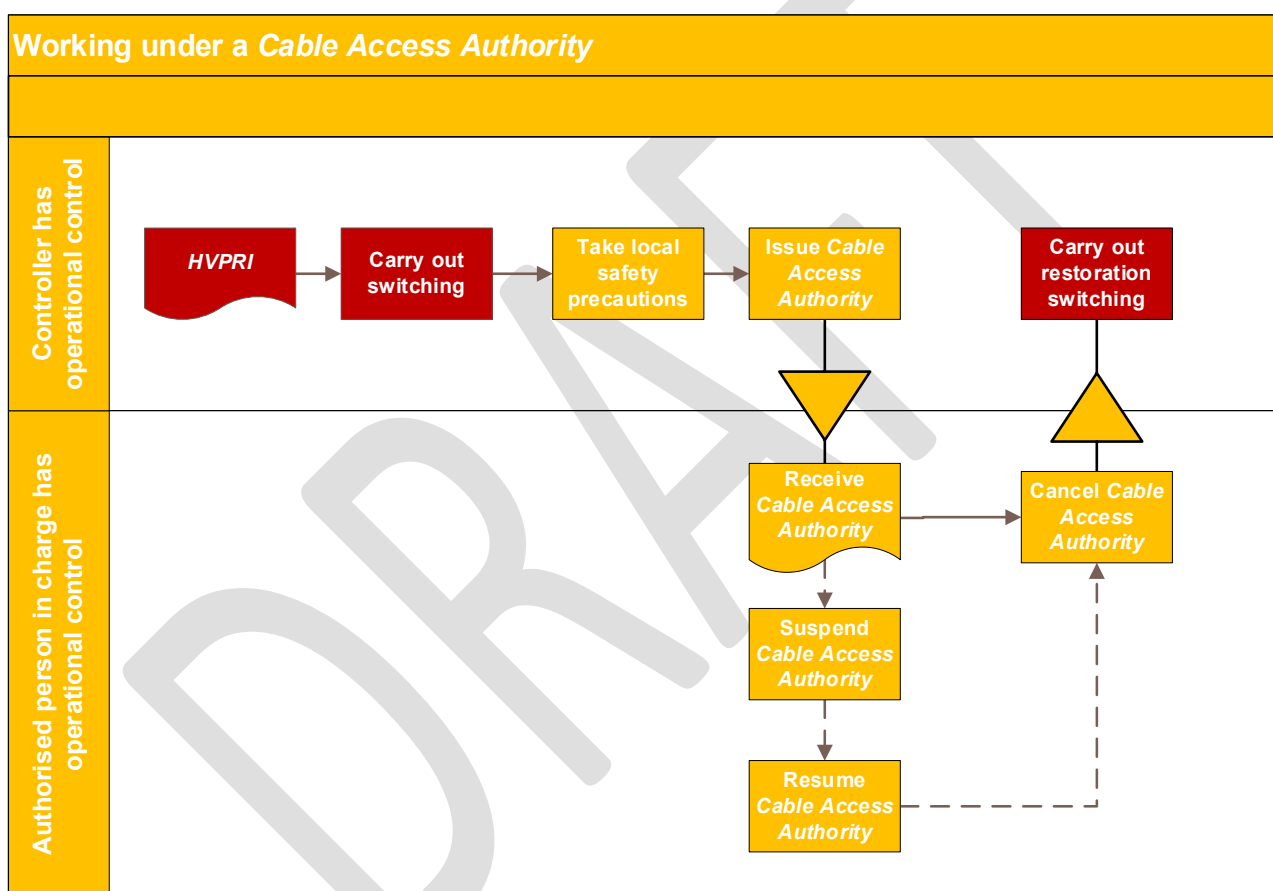 Working under a Cable Access Authority
Controller has
operational control
HVPRI
Carry out
switching
Take local
safety
precautions
Issue Cable
Access
Authority
Carry out
restoration
switching
Authorised person in charge has
operational control
Receive
Cable Access
Authority
Cancel Cable
Access
Authority
Suspend
Cable Access
Authority
Resume
Cable Access
Authority
DRAFT